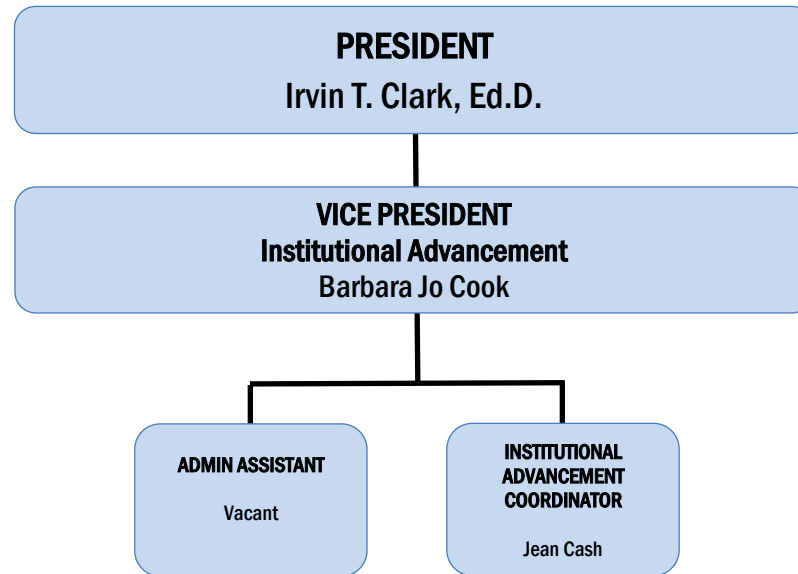 PRESIDENT
Irvin T. Clark, Ed.D.
VICE PRESIDENT
Institutional Advancement
Barbara Jo Cook
ADMIN ASSISTANT
Vacant
INSTITUTIONAL
ADVANCEMENT
COORDINATOR
Jean Cash